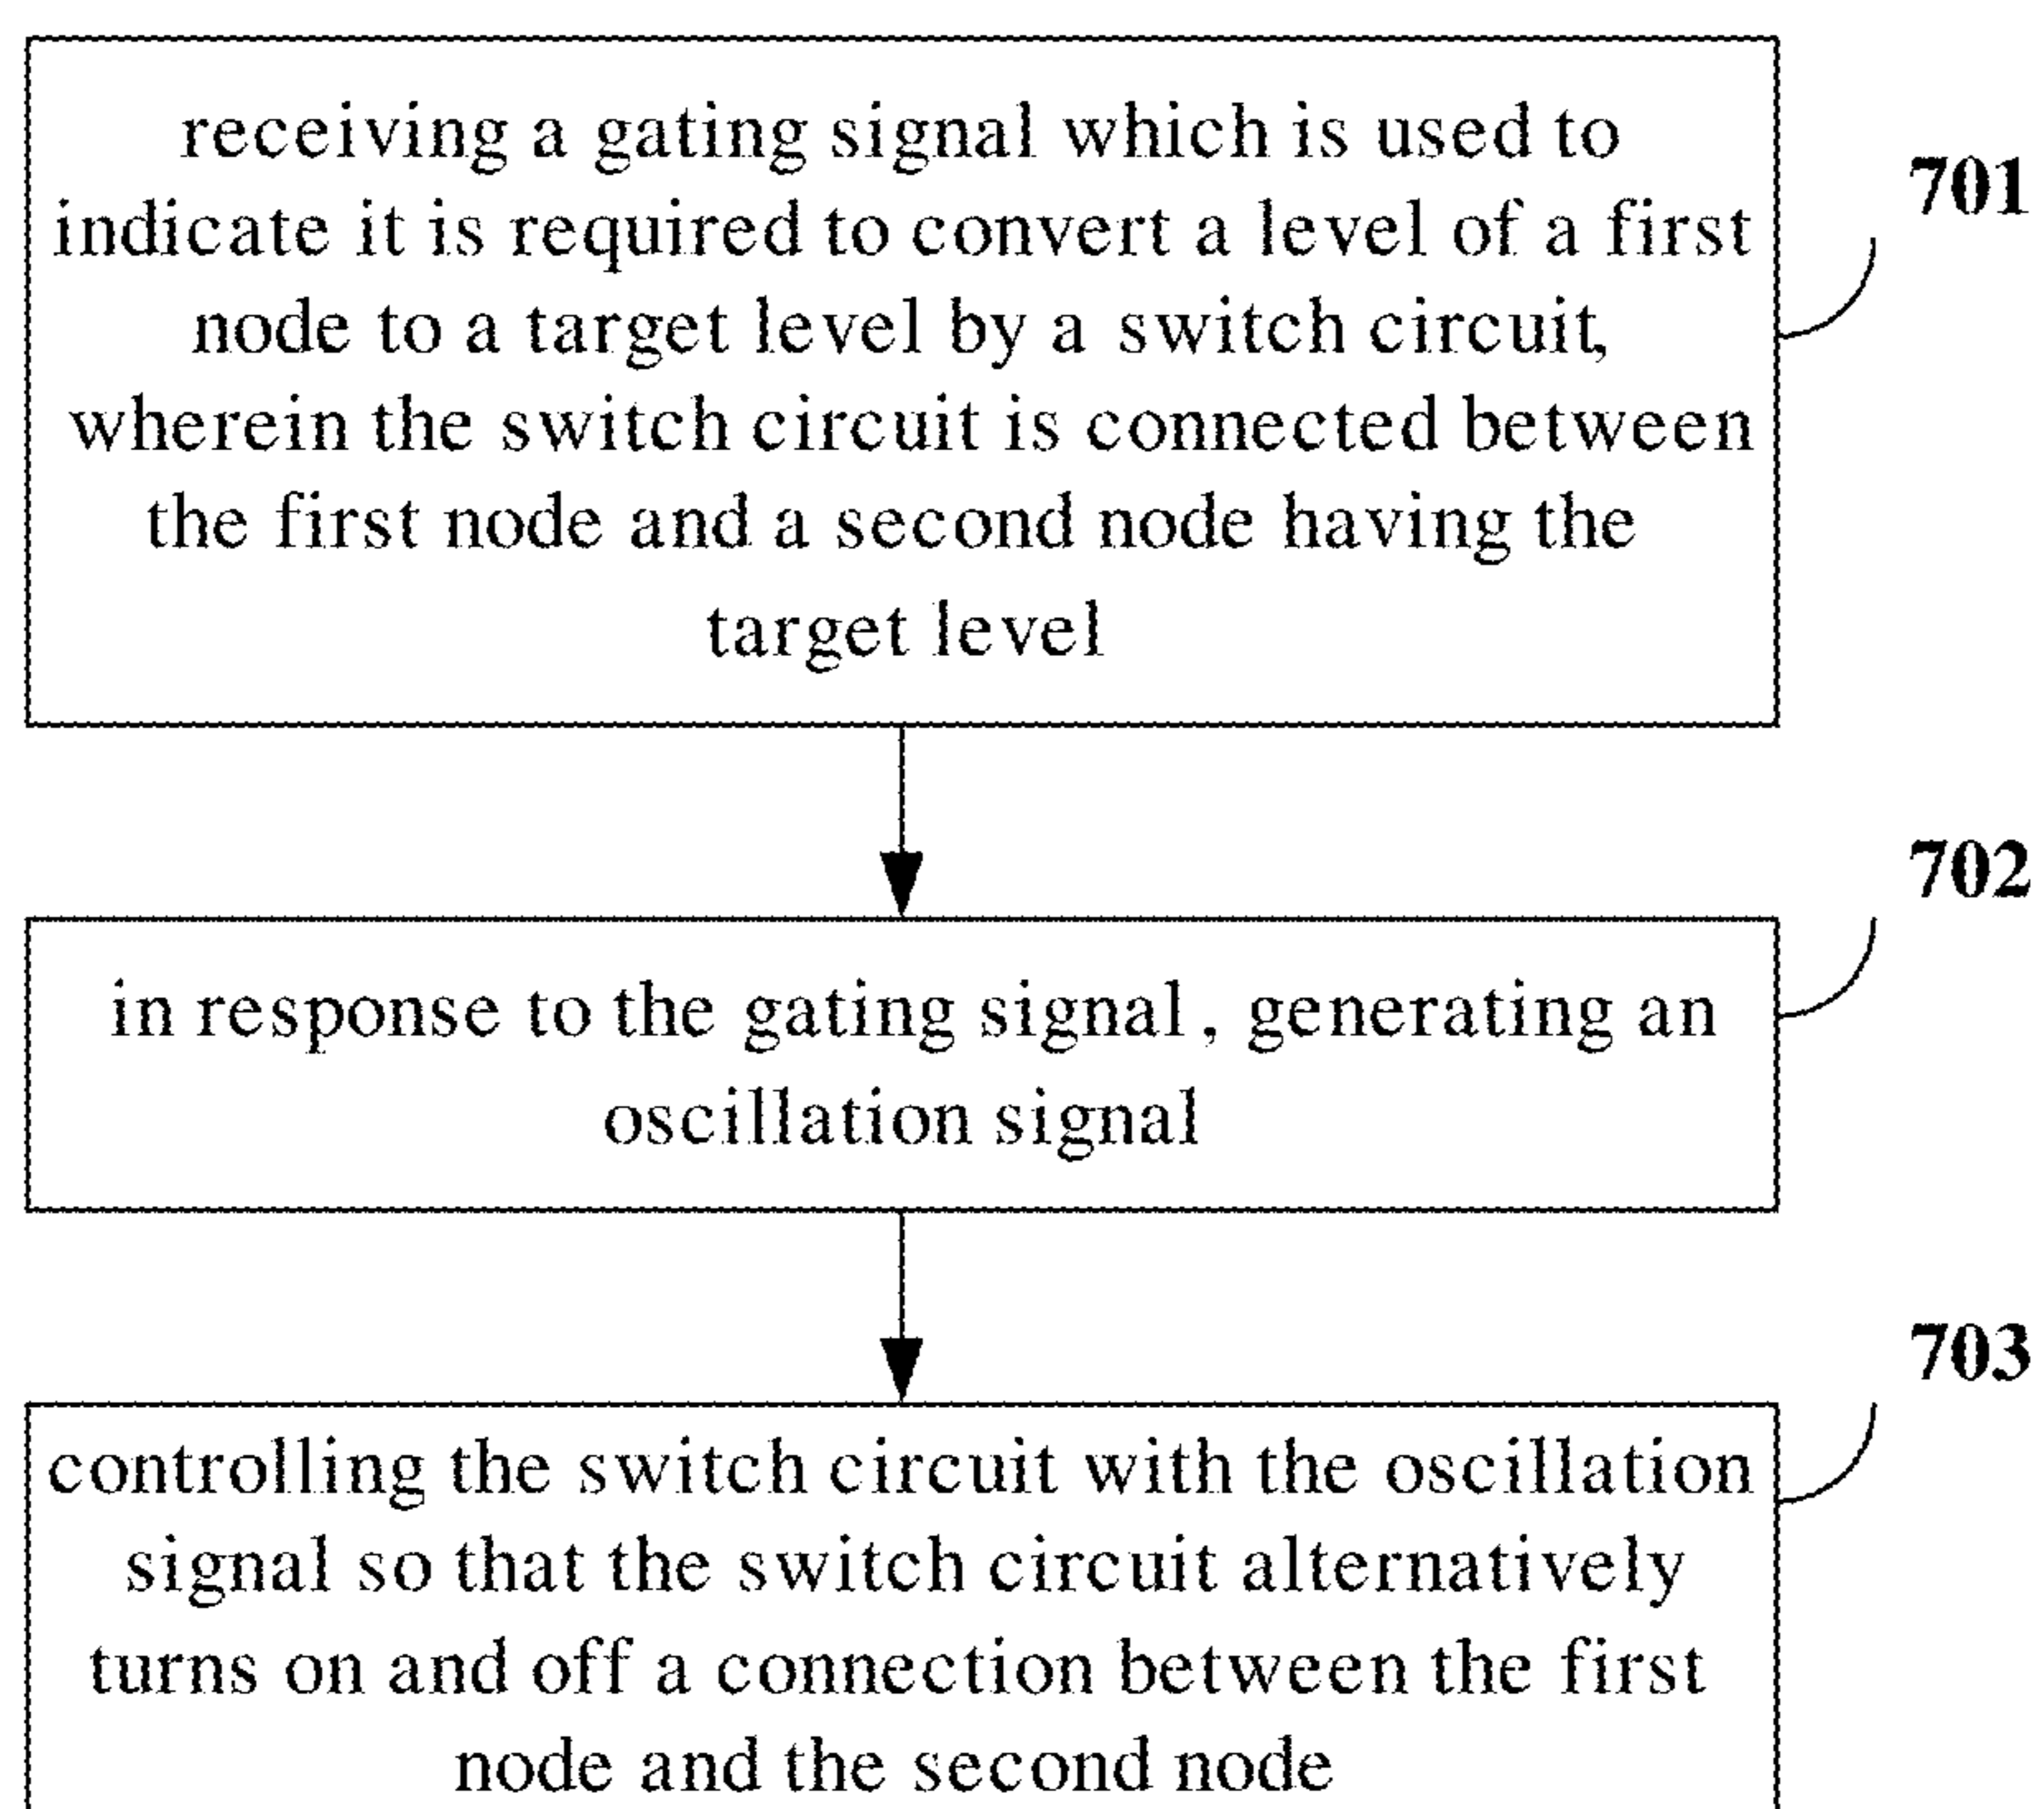 receiving a gating signal which is used to
indicate it is required to convert a level of a first
node to a target level by a switch circuit,
wherein the switch circuit is connected between
the first node and a second node having the
target level
701
in response to the gating signal, generating an
oscillation signal
702
controlling the switch circuit with the oscillation
signal so that the switch circuit alternatively
turns on and off a connection between the first
node and the second node
703